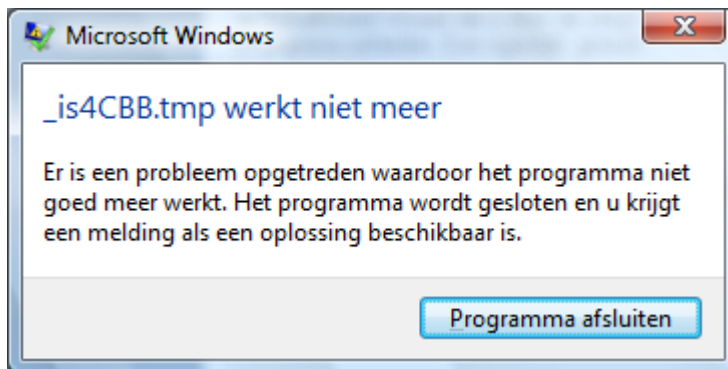 Microsoft Windows
_is4CBB.tmp werkt niet meer
Er is een probleem opgetreden waardoor het programma niet
goed meer werkt. Het programma wordt gesloten en u krijgt
een melding als een oplossing beschikbaar is.
Programma afsluiten